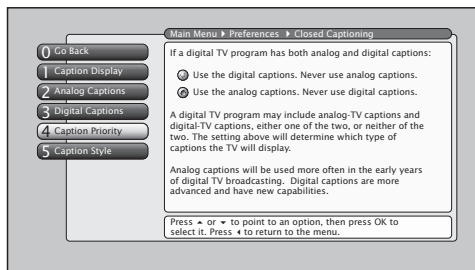 Main Menu ▶ Preferences ▶ Closed Captioning
0 Go Back
1 Caption Display
2 Analog Captions
3 Digital Captions
4 Caption Priority
5 Caption Style
If a digital TV program has both analog and digital captions:
Use the digital captions. Never use analog captions.
Use the analog captions. Never use digital captions.
A digital TV program may include analog-TV captions and
digital-TV captions, either one of the two, or neither of the
two. The setting above will determine which type of
captions the TV will display.
Analog captions will be used more often in the early years
of digital TV broadcasting. Digital captions are more
advanced and have new capabilities.
Press ▲ or ▼ to point to an option, then press OK to
select it. Press ◀ to return to the menu.